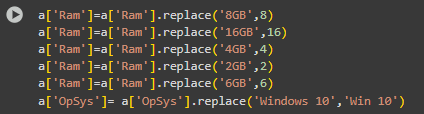 a['Ram']=a['Ram'].replace('8GB',8)
a['Ram']=a['Ram'].replace('16GB',16)
a['Ram']=a['Ram'].replace('4GB',4)
a['Ram']=a['Ram'].replace('2GB',2)
a['Ram']=a['Ram'].replace('6GB',6)
a['OpSys']= a['OpSys'].replace('Windows 10','Win 10')